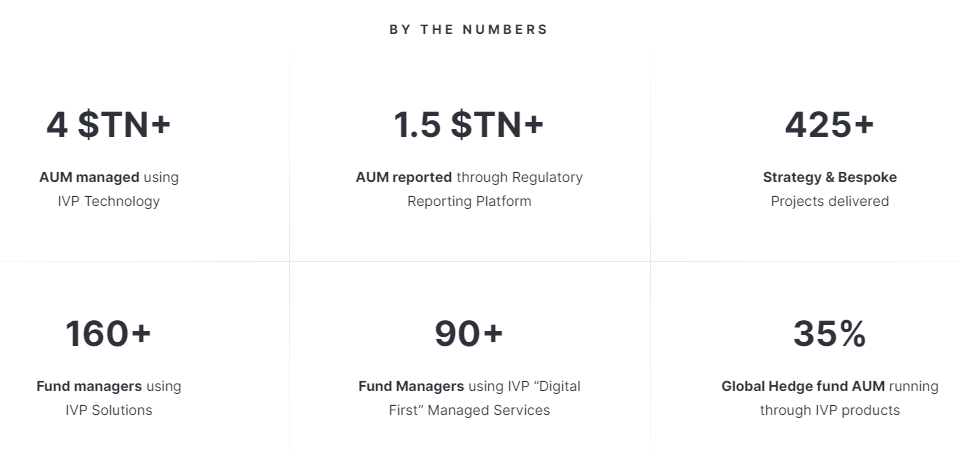 BY THE NUMBERS
4 $TN+
AUM managed using
IVP Technology
1.5 $TN+
AUM reported through Regulatory
Reporting Platform
425+
Strategy & Bespoke
Projects delivered
160+
Fund managers using
IVP Solutions
90+
Fund Managers using IVP “Digital
First” Managed Services
35%
Global Hedge fund AUM running
through IVP products